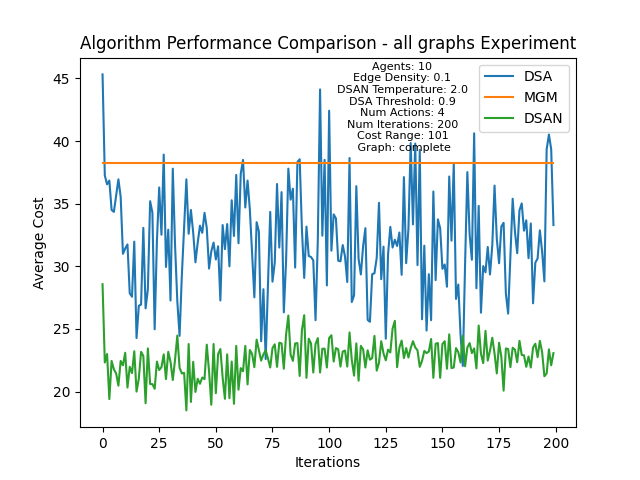 Algorithm Performance Comparison - all graphs Experiment
Agents: 10
Edge Density: 0.1
DSAN Temperature: 2.0
DSA Threshold: 0.9
Num Actions: 4
Num Iterations: 200
Cost Range: 101
Graph: complete
DSA
MGM
DSAN
45
40
35
30
25
20
Average Cost
0
25
50
75
100
125
150
175
200
Iterations